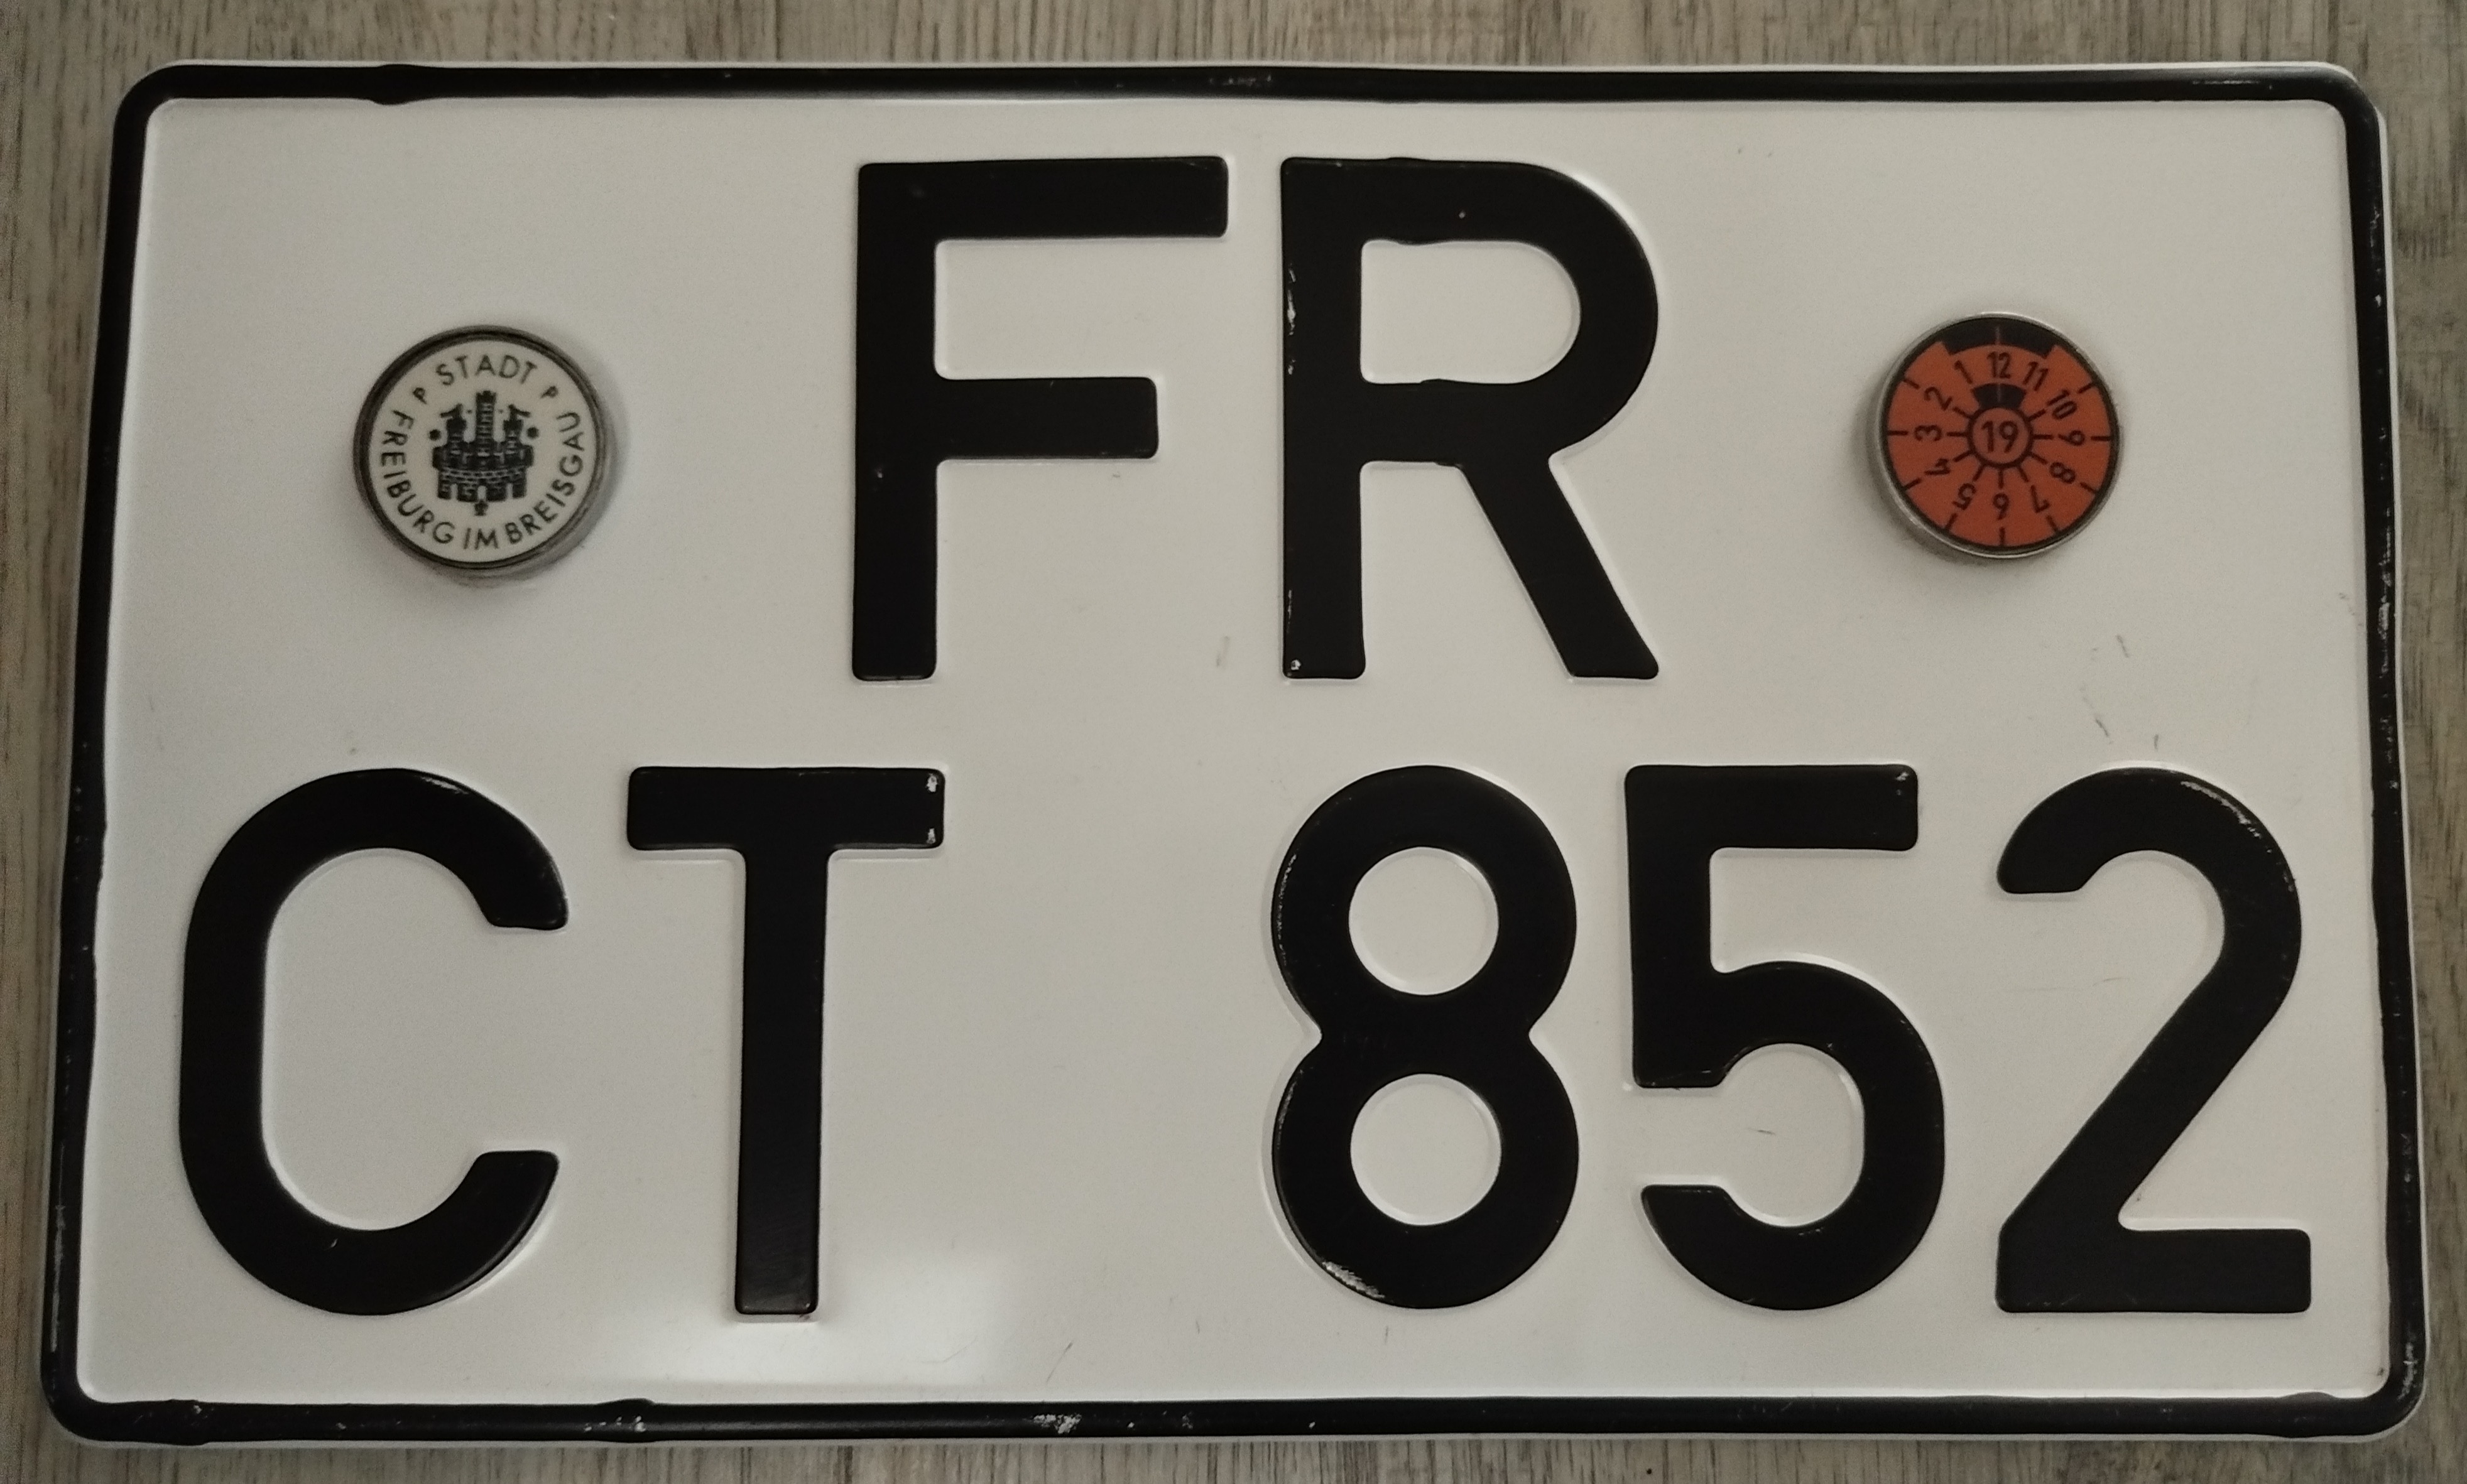 FR
STADT
FREIBURG IM BREISGAU
1 12 11 10 9 8 7 6 5 4 3 2
19
CT 852